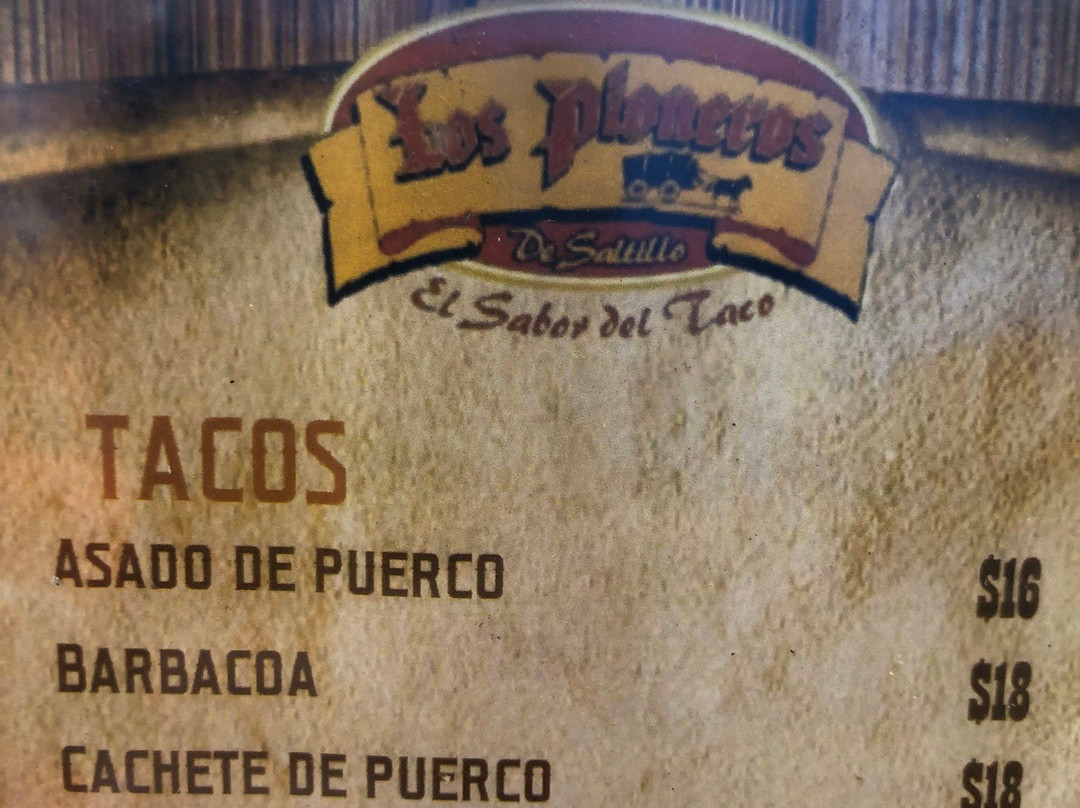 Los Pioneros
De Saltillo
El Sabor del Taco
TACOS
ASADO DE PUERCO $16
BARBACOA $18
CACHETE DE PUERCO $18